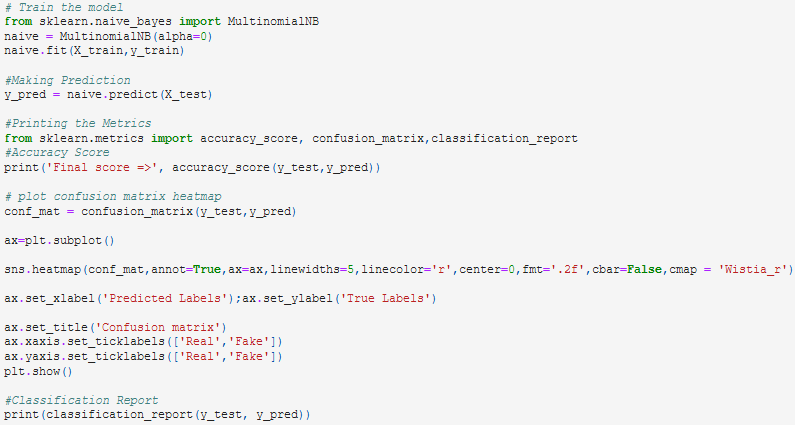 # Train the model
from sklearn.naive_bayes import MultinomialNB
naive = MultinomialNB(alpha=0)
naive.fit(X_train,y_train)
#Making Prediction
y_pred = naive.predict(X_test)
#Printing the Metrics
from sklearn.metrics import accuracy_score, confusion_matrix,classification_report
#Accuracy Score
print('Final score =>', accuracy_score(y_test,y_pred))
# plot confusion matrix heatmap
conf_mat = confusion_matrix(y_test,y_pred)
ax=plt.subplot()
sns.heatmap(conf_mat,annot=True,ax=ax,linewidths=5,linecolor='r',center=0,fmt='.2f',cbar=False,cmap = 'Wistia_r')
ax.set_xlabel('Predicted Labels');ax.set_ylabel('True Labels')
ax.set_title('Confusion matrix')
ax.xaxis.set_ticklabels(['Real','Fake'])
ax.yaxis.set_ticklabels(['Real','Fake'])
plt.show()
#Classification Report
print(classification_report(y_test, y_pred))